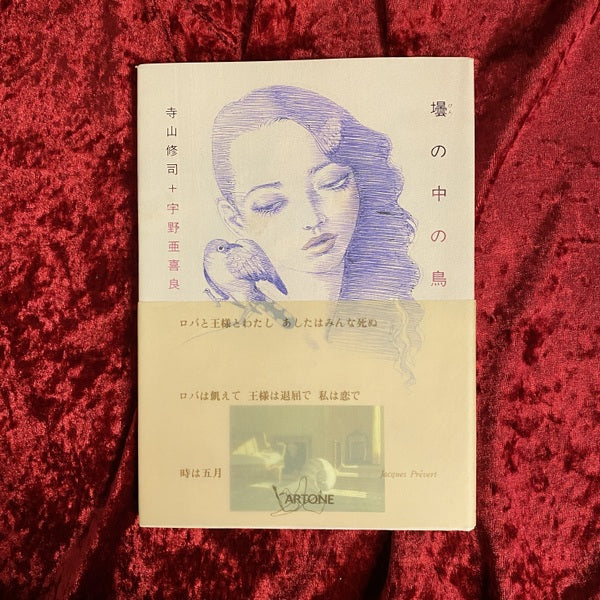 壜の中の鳥
びん
寺山修司＋宇野亜喜良
ロバと王様とわたし あしたはみんな死ぬ
ロバは飢えて 王様は退屈で 私は恋で
時は五月
Jacques Prévert
ARTONE